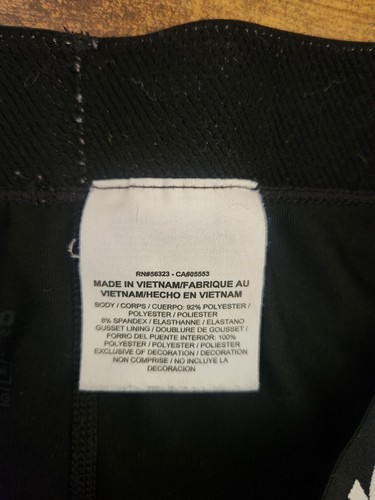 RN#56323 - CA#05553
MADE IN VIETNAM/FABRIQUE AU
VIETNAM/HECHO EN VIETNAM
BODY / CORPS / CUERPO: 92% POLYESTER /
POLYESTER / POLIESTER
8% SPANDEX / ELASTHANNE / ELASTANO
GUSSET LINING / DOUBLURE DE GOUSSET /
FORRO DEL PUENTE INTERIOR: 100%
POLYESTER / POLYESTER / POLIESTER
EXCLUSIVE OF DECORATION / DECORATION
NON COMPRISE / NO INCLUYE LA
DECORACIÓN